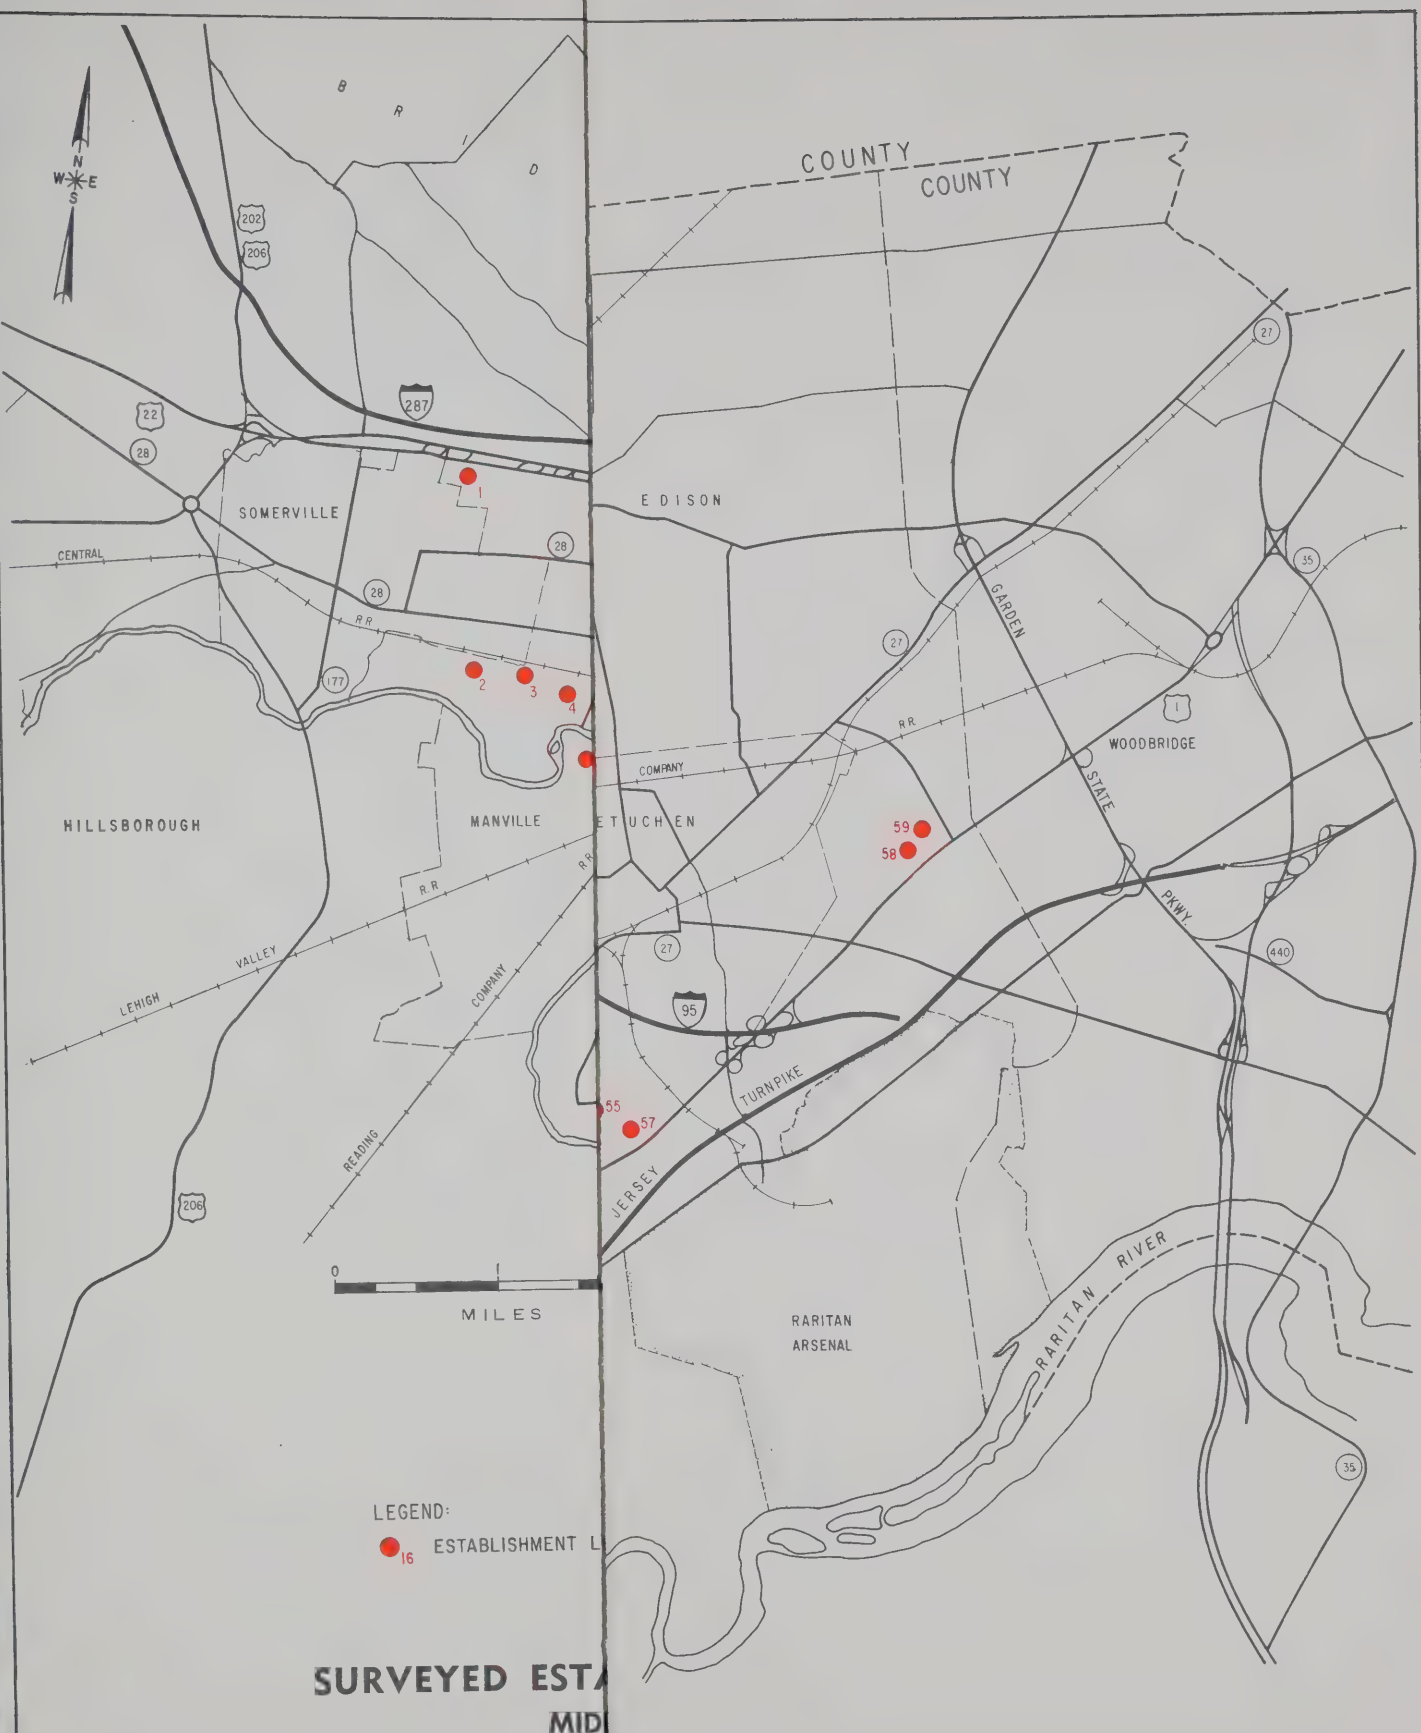 B R I D
COUNTY
COUNTY
N
W E
S
202
206
27
287
22
28
1
EDISON
SOMERVILLE
28
CENTRAL
35
28
GARDEN
RR
27
177
2
3
4
1
RR
WOODBRIDGE
COMPANY
STATE
HILLSBOROUGH
MANVILLE
ETUCHEN
59
58
RR
R.R.
PKWY.
27
440
VALLEY
COMPANY
LEHIGH
95
TURNPIKE
55
57
READING
JERSEY
206
RIVER
0 1
MILES
RARITAN
RARITAN
ARSENAL
35
LEGEND:
16 ESTABLISHMENT L
SURVEYED ESTA
MID